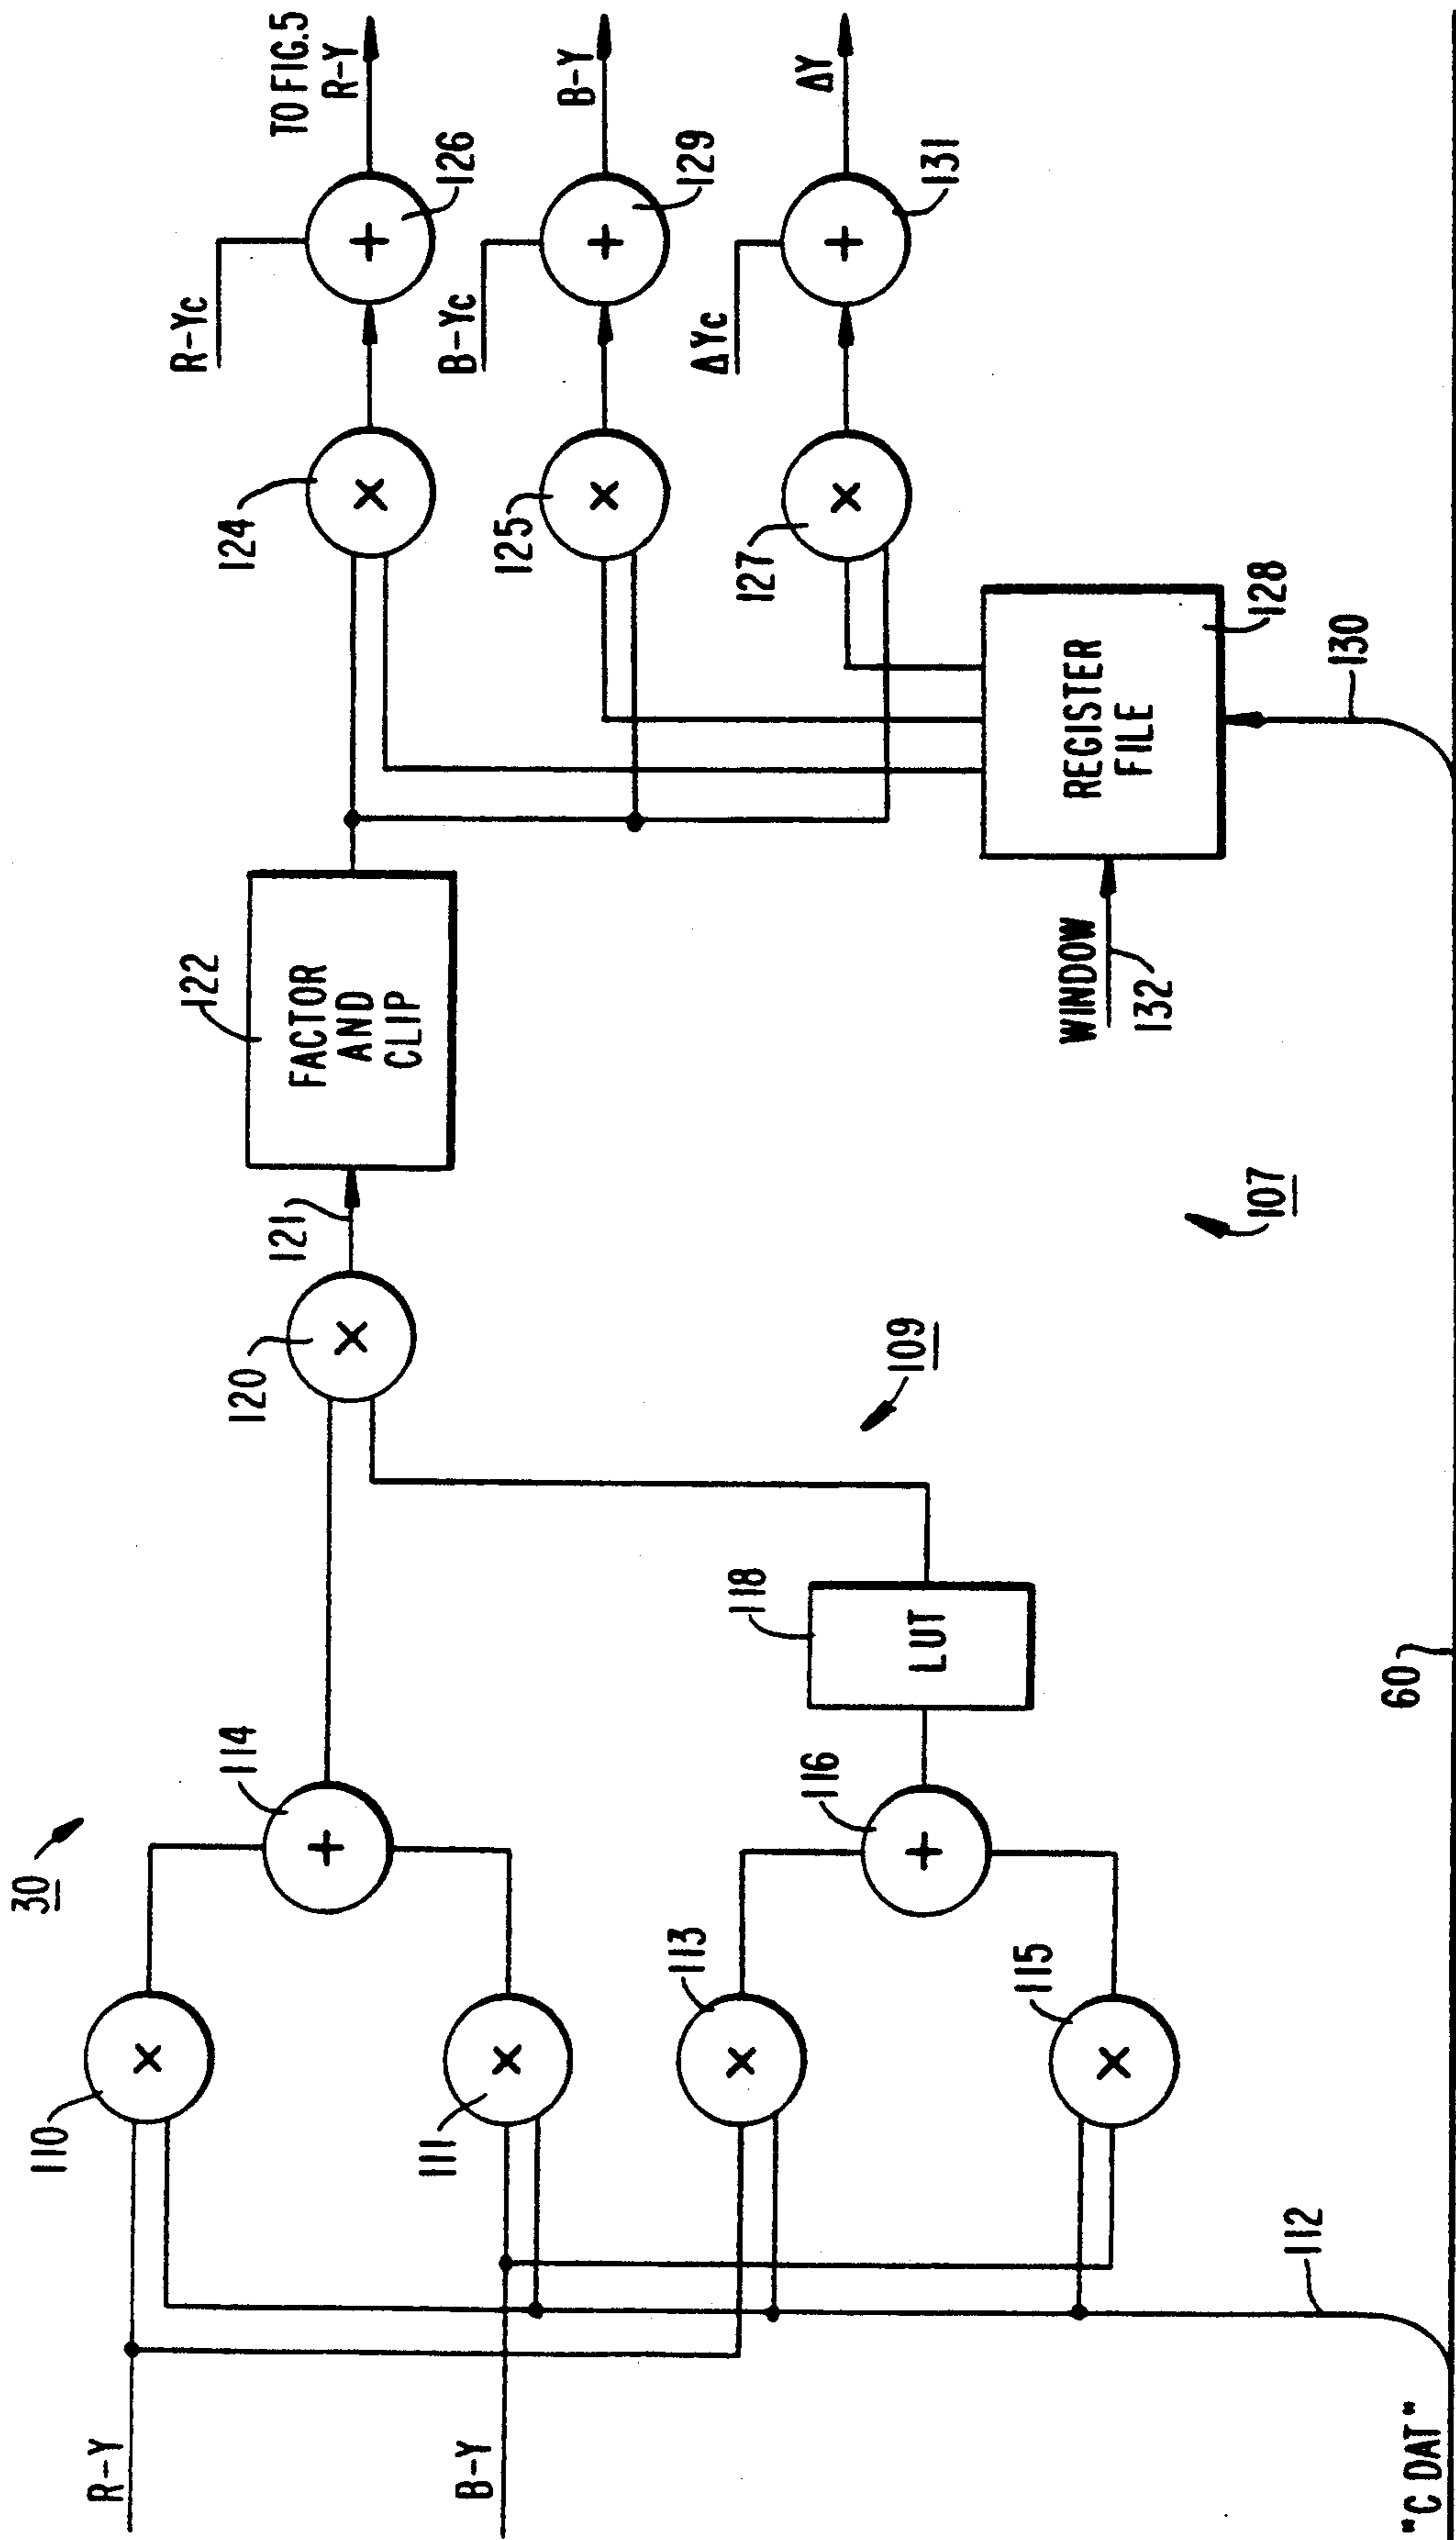 30
TO FIG.5
R-Y
R-Yc
126
124
122
FACTOR
AND
CLIP
121
120
114
110
R-Y
B-Y
B-Yc
129
125
111
B-Y
ΔY
ΔYc
131
127
113
116
118
LUT
115
109
REGISTER
FILE
128
WINDOW
132
130
107
112
60
"C DAT"